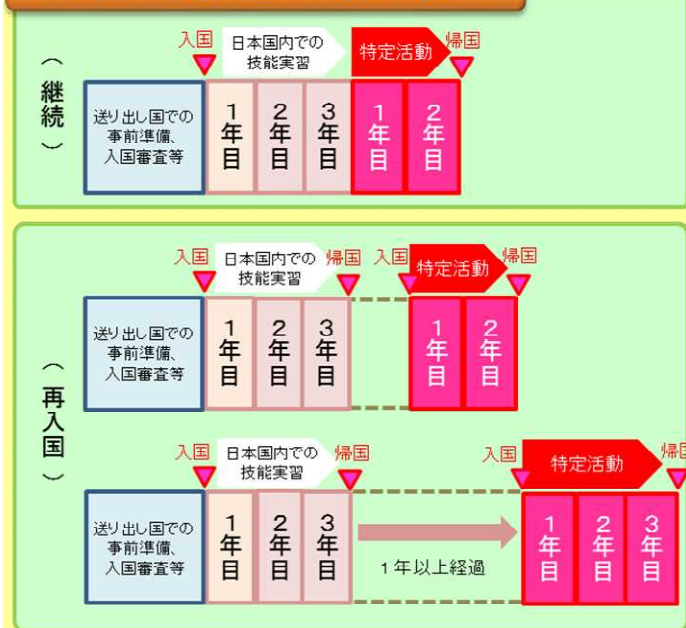 （継続）
入国
日本国内での
技能実習
特定活動
帰国
送り出し国での
事前準備、
入国審査等
1年目
2年目
3年目
1年目
2年目
（再入国）
入国
日本国内での
技能実習
帰国
入国
特定活動
帰国
送り出し国での
事前準備、
入国審査等
1年目
2年目
3年目
1年目
2年目
入国
日本国内での
技能実習
帰国
入国
特定活動
帰国
送り出し国での
事前準備、
入国審査等
1年目
2年目
3年目
1年以上経過
1年目
2年目
3年目